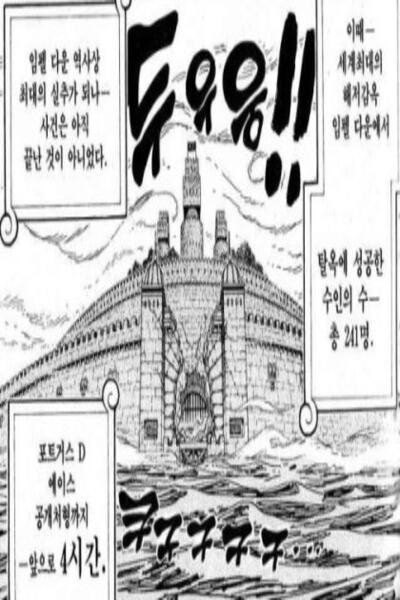 이때—
세계최대의
해저감옥
임펠 다운에서
탈옥에 성공한
수인의 수—
총 241명.
두우웅!!
임펠 다운 역사상
최대의 실추가 되나—
사건은 아직
끝난 것이 아니었다.
포트거스 D
에이스
공개처형까지
—앞으로 4시간.
쿠구구구구…